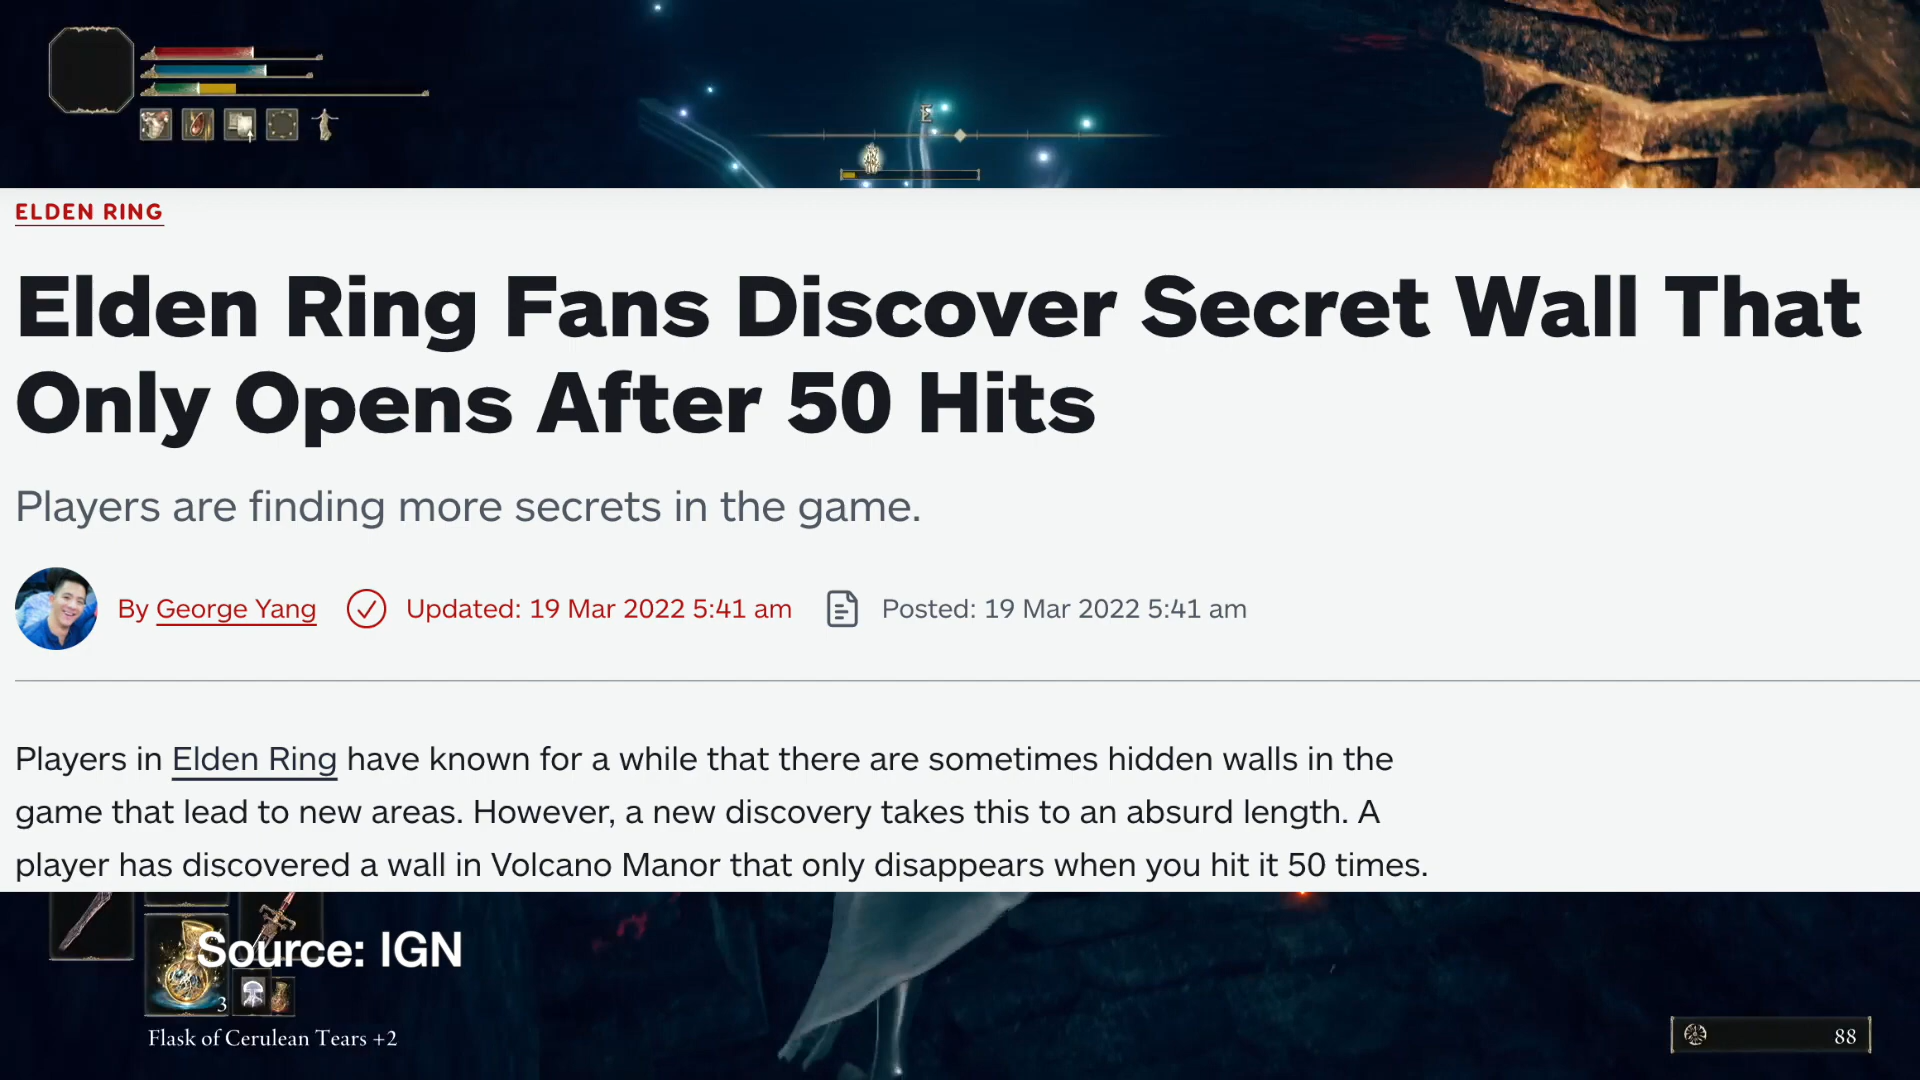 E
ELDEN RING
Elden Ring Fans Discover Secret Wall That
Only Opens After 50 Hits
Players are finding more secrets in the game.
By George Yang Updated: 19 Mar 2022 5:41 am Posted: 19 Mar 2022 5:41 am
Players in Elden Ring have known for a while that there are sometimes hidden walls in the
game that lead to new areas. However, a new discovery takes this to an absurd length. A
player has discovered a wall in Volcano Manor that only disappears when you hit it 50 times.
Source: IGN
3
Flask of Cerulean Tears +2
88